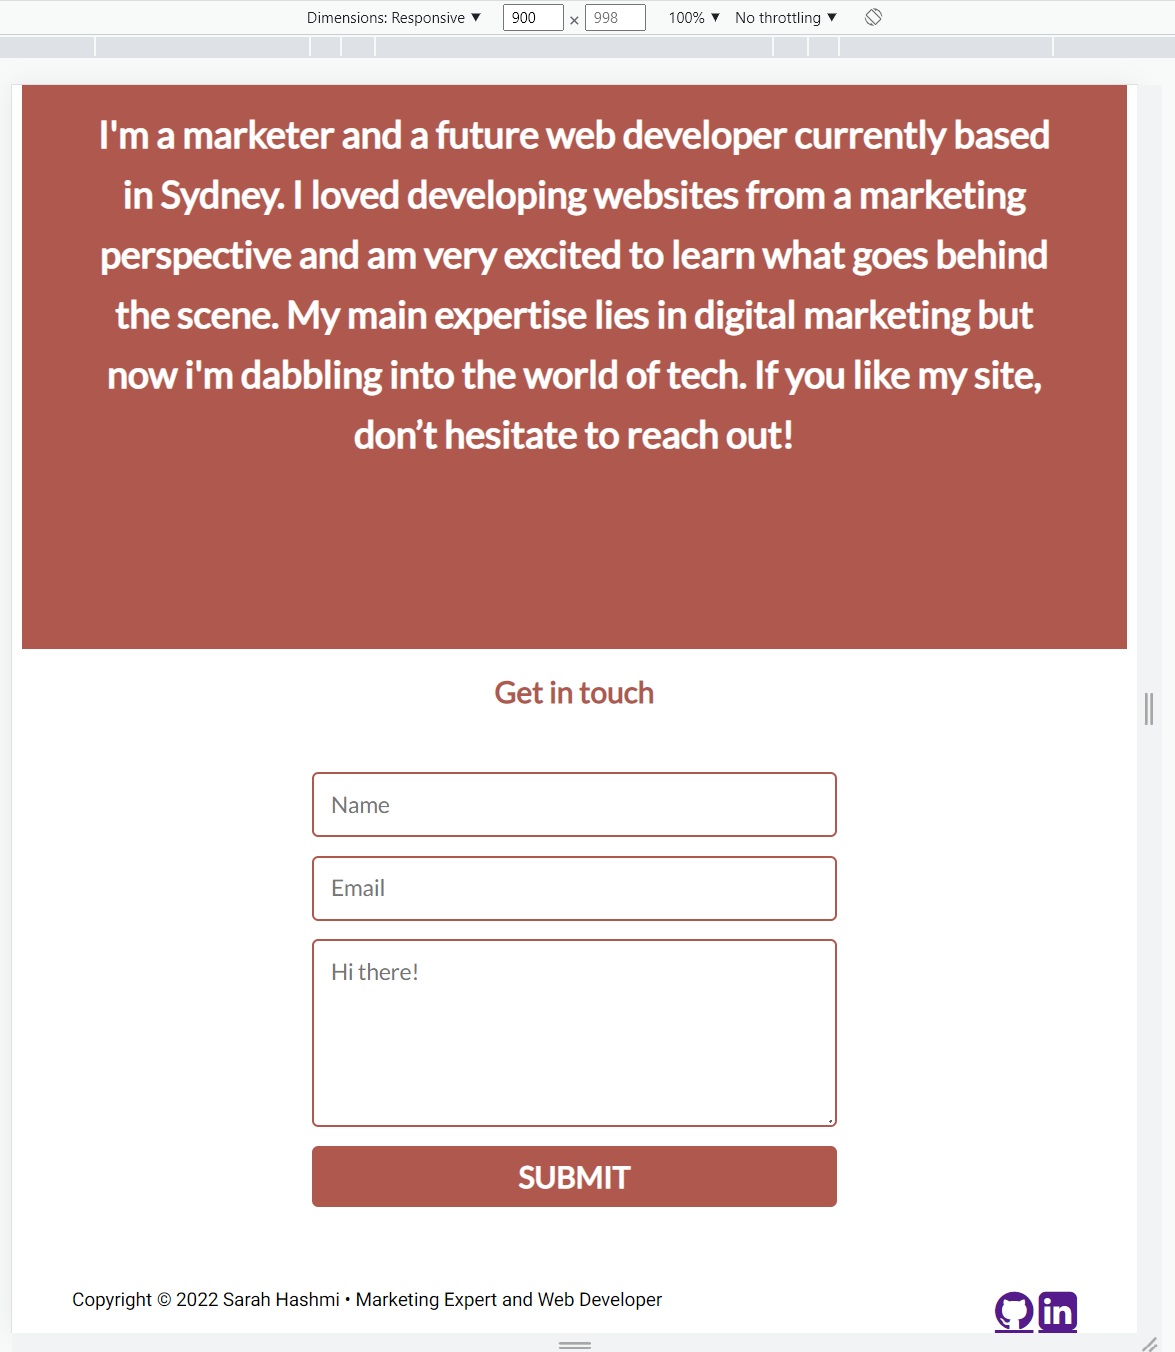 Dimensions: Responsive ▼ 900 × 998 100% ▼ No throttling ▼
I'm a marketer and a future web developer currently based
in Sydney. I loved developing websites from a marketing
perspective and am very excited to learn what goes behind
the scene. My main expertise lies in digital marketing but
now i'm dabbling into the world of tech. If you like my site,
don’t hesitate to reach out!
Get in touch
Name
Email
Hi there!
SUBMIT
Copyright © 2022 Sarah Hashmi • Marketing Expert and Web Developer
in